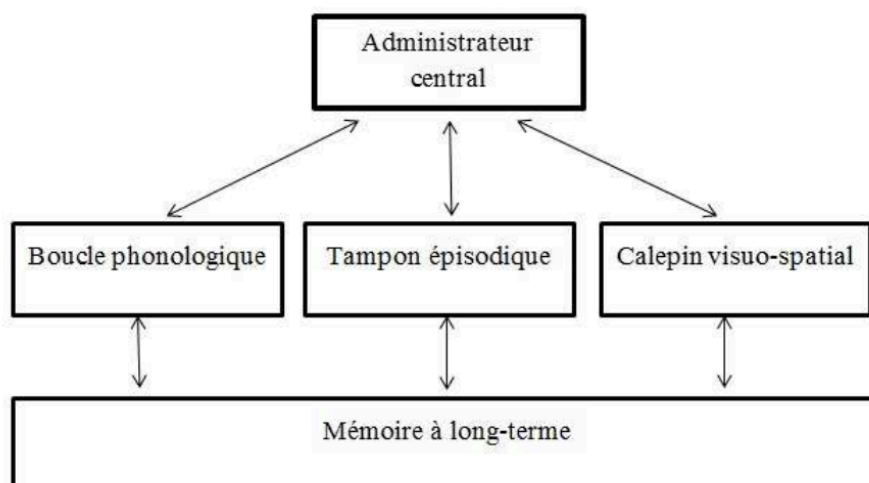 Administrateur
central
Boucle phonologique
Tampon épisodique
Calepin visuo-spatial
Mémoire à long-terme